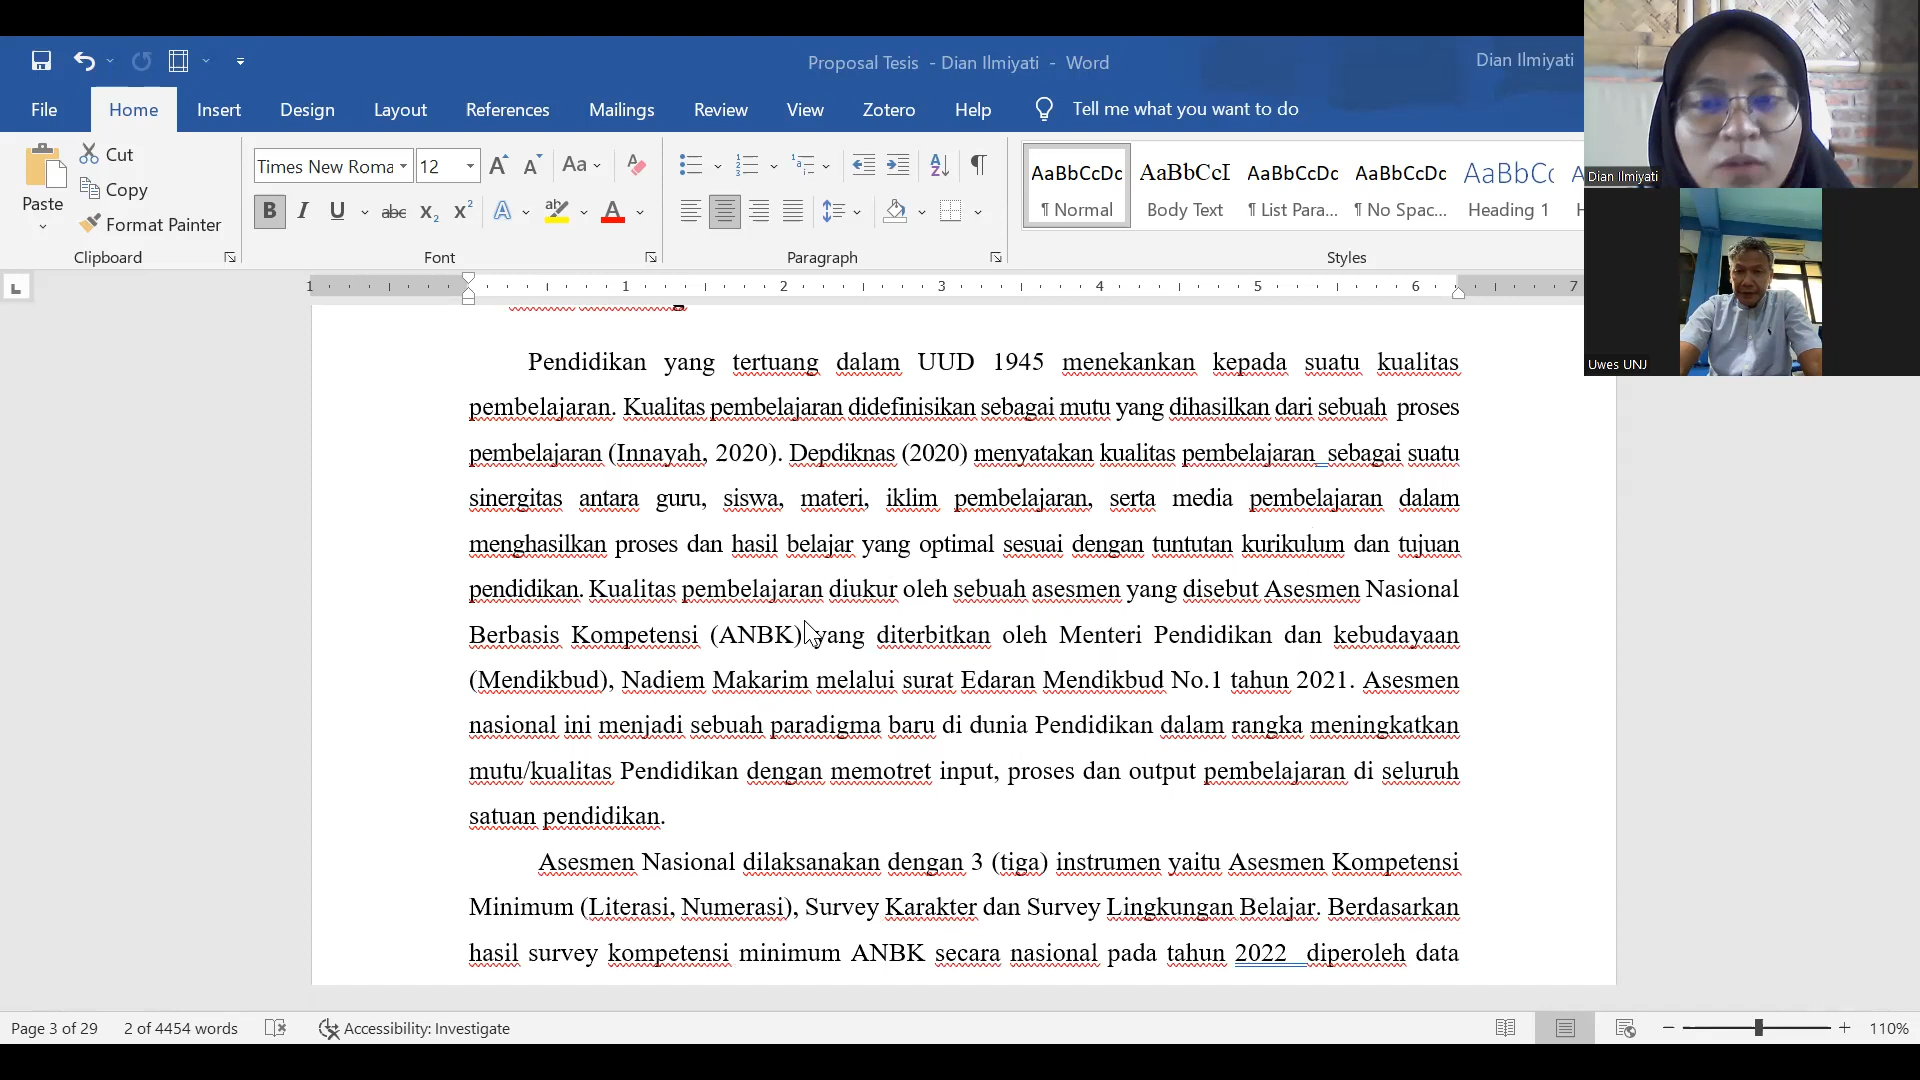 Proposal Tesis - Dian Ilmiyati - Word
Dian Ilmiyati
File Home Insert Design Layout References Mailings Review View Zotero Help Tell me what you want to do
Paste
Cut
Copy
Format Painter
Clipboard
Times New Roma 12
Font
Paragraph
AaBbCcDc AaBbCcI AaBbCcDc AaBbCcDc AaBbCc
¶ Normal Body Text ¶ List Para... ¶ No Spac... Heading 1
Styles
Dian Ilmiyati
Uwes UNJ
1 1 2 3 4 5 6 7
Pendidikan yang tertuang dalam UUD 1945 menekankan kepada suatu kualitas
pembelajaran. Kualitas pembelajaran didefinisikan sebagai mutu yang dihasilkan dari sebuah proses
pembelajaran (Innayah, 2020). Depdiknas (2020) menyatakan kualitas pembelajaran sebagai suatu
sinergitas antara guru, siswa, materi, iklim pembelajaran, serta media pembelajaran dalam
menghasilkan proses dan hasil belajar yang optimal sesuai dengan tuntutan kurikulum dan tujuan
pendidikan. Kualitas pembelajaran diukur oleh sebuah asesmen yang disebut Asesmen Nasional
Berbasis Kompetensi (ANBK) yang diterbitkan oleh Menteri Pendidikan dan kebudayaan
(Mendikbud), Nadiem Makarim melalui surat Edaran Mendikbud No.1 tahun 2021. Asesmen
nasional ini menjadi sebuah paradigma baru di dunia Pendidikan dalam rangka meningkatkan
mutu/kualitas Pendidikan dengan memotret input, proses dan output pembelajaran di seluruh
satuan pendidikan.
Asesmen Nasional dilaksanakan dengan 3 (tiga) instrumen yaitu Asesmen Kompetensi
Minimum (Literasi, Numerasi), Survey Karakter dan Survey Lingkungan Belajar. Berdasarkan
hasil survey kompetensi minimum ANBK secara nasional pada tahun 2022 diperoleh data
Page 3 of 29 2 of 4454 words Accessibility: Investigate 110%